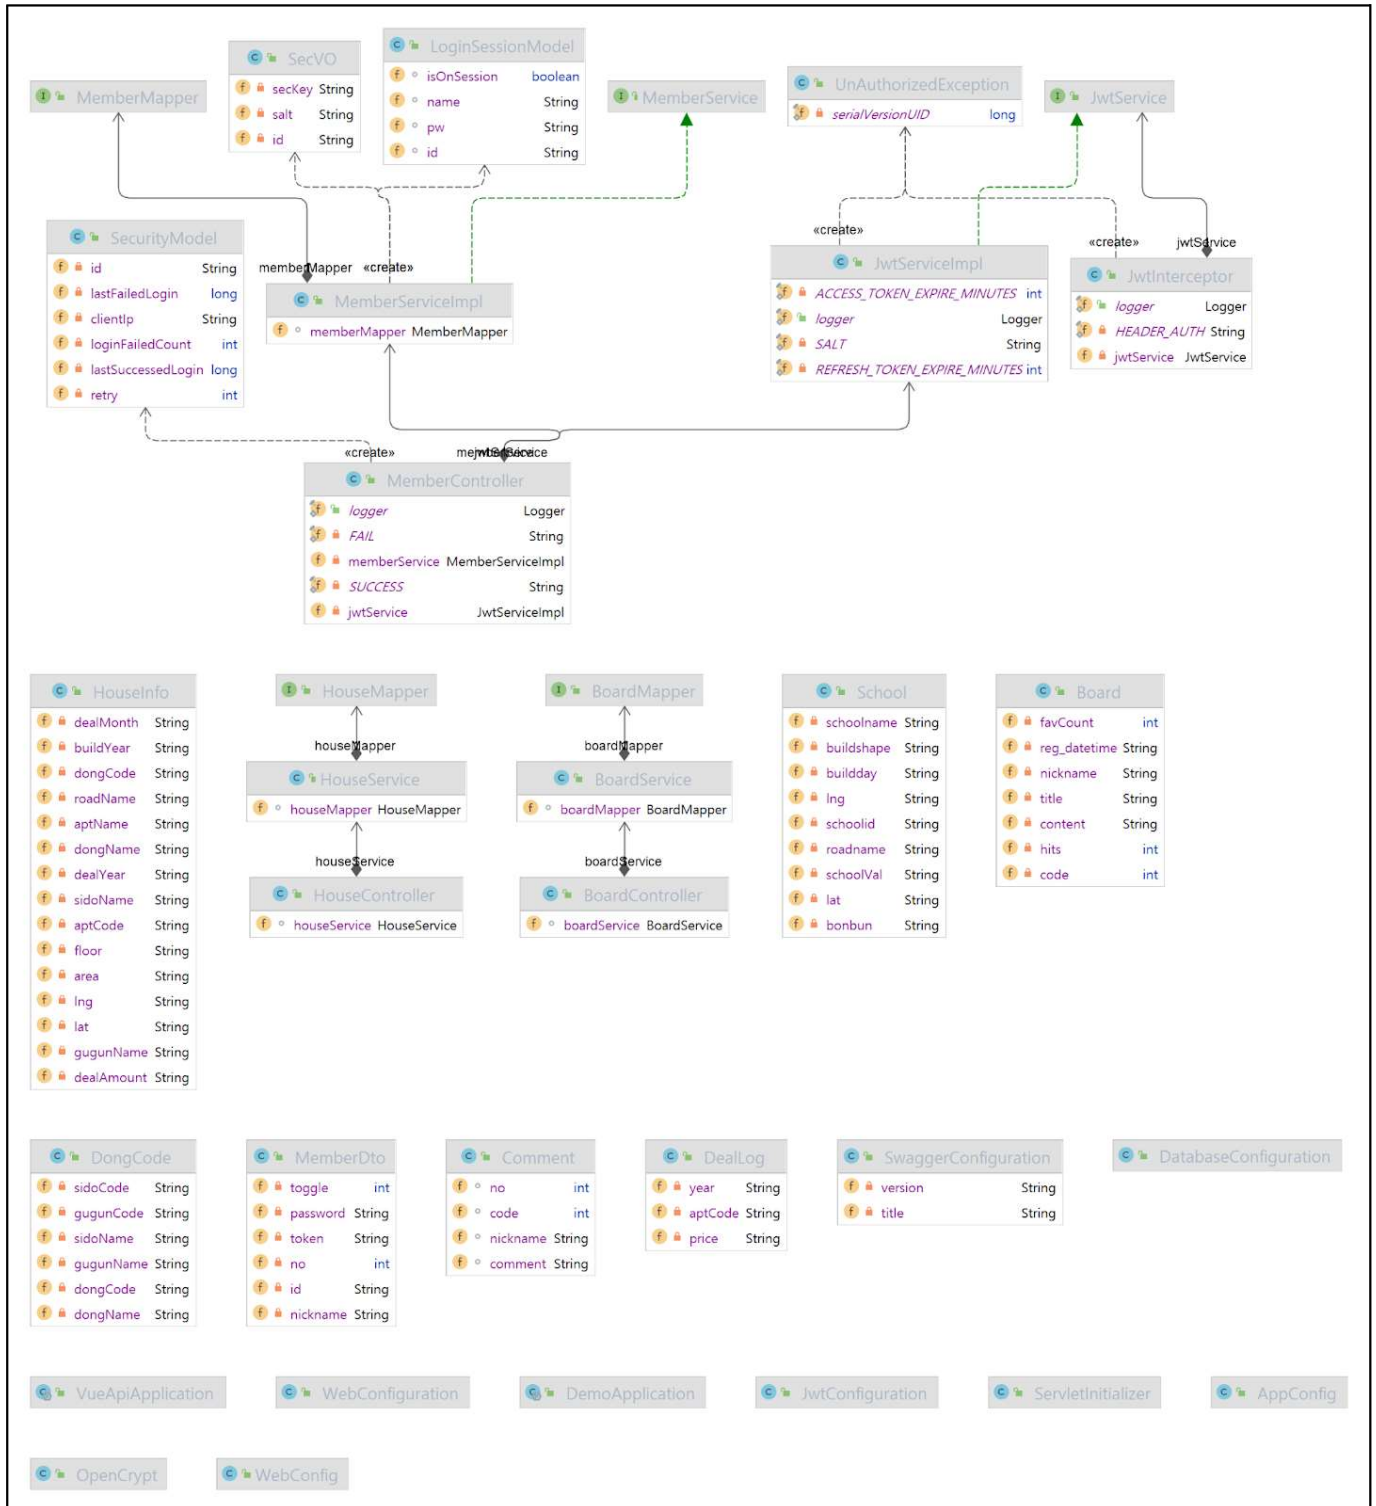 SecVO
secKey String
salt String
id String
LoginSessionModel
isOnSession boolean
name String
pw String
id String
MemberMapper
MemberService
UnAuthorizedException
serialVersionUID long
JwtService
SecurityModel
id String
lastFailedLogin long
clientIp String
loginFailedCount int
lastSuccessedLogin long
retry int
memberMapper
«create»
MemberServiceImpl
memberMapper MemberMapper
«create»
JwtServiceImpl
ACCESS_TOKEN_EXPIRE_MINUTES int
logger Logger
SALT String
REFRESH_TOKEN_EXPIRE_MINUTES int
«create»
jwtService
JwtInterceptor
logger Logger
HEADER_AUTH String
jwtService JwtService
«create»
memberService
jwtService
MemberController
logger Logger
FAIL String
memberService MemberServiceImpl
SUCCESS String
jwtService JwtServiceImpl
HouseInfo
dealMonth String
buildYear String
dongCode String
roadName String
aptName String
dongName String
dealYear String
sidoName String
aptCode String
floor String
area String
lng String
lat String
gugunName String
dealAmount String
HouseMapper
houseMapper
HouseService
houseMapper HouseMapper
houseService
HouseController
houseService HouseService
BoardMapper
boardMapper
BoardService
boardMapper BoardMapper
boardService
BoardController
boardService BoardService
School
schoolname String
buildshape String
buildday String
lng String
schoolid String
roadname String
schoolVal String
lat String
bonbun String
Board
favCount int
reg_datetime String
nickname String
title String
content String
hits int
code int
DongCode
sidoCode String
gugunCode String
sidoName String
gugunName String
dongCode String
dongName String
MemberDto
toggle int
password String
token String
no int
id String
nickname String
Comment
no int
code int
nickname String
comment String
DealLog
year String
aptCode String
price String
SwaggerConfiguration
version String
title String
DatabaseConfiguration
VueApiApplication
WebConfiguration
DemoApplication
JwtConfiguration
ServletInitializer
AppConfig
OpenCrypt
WebConfig